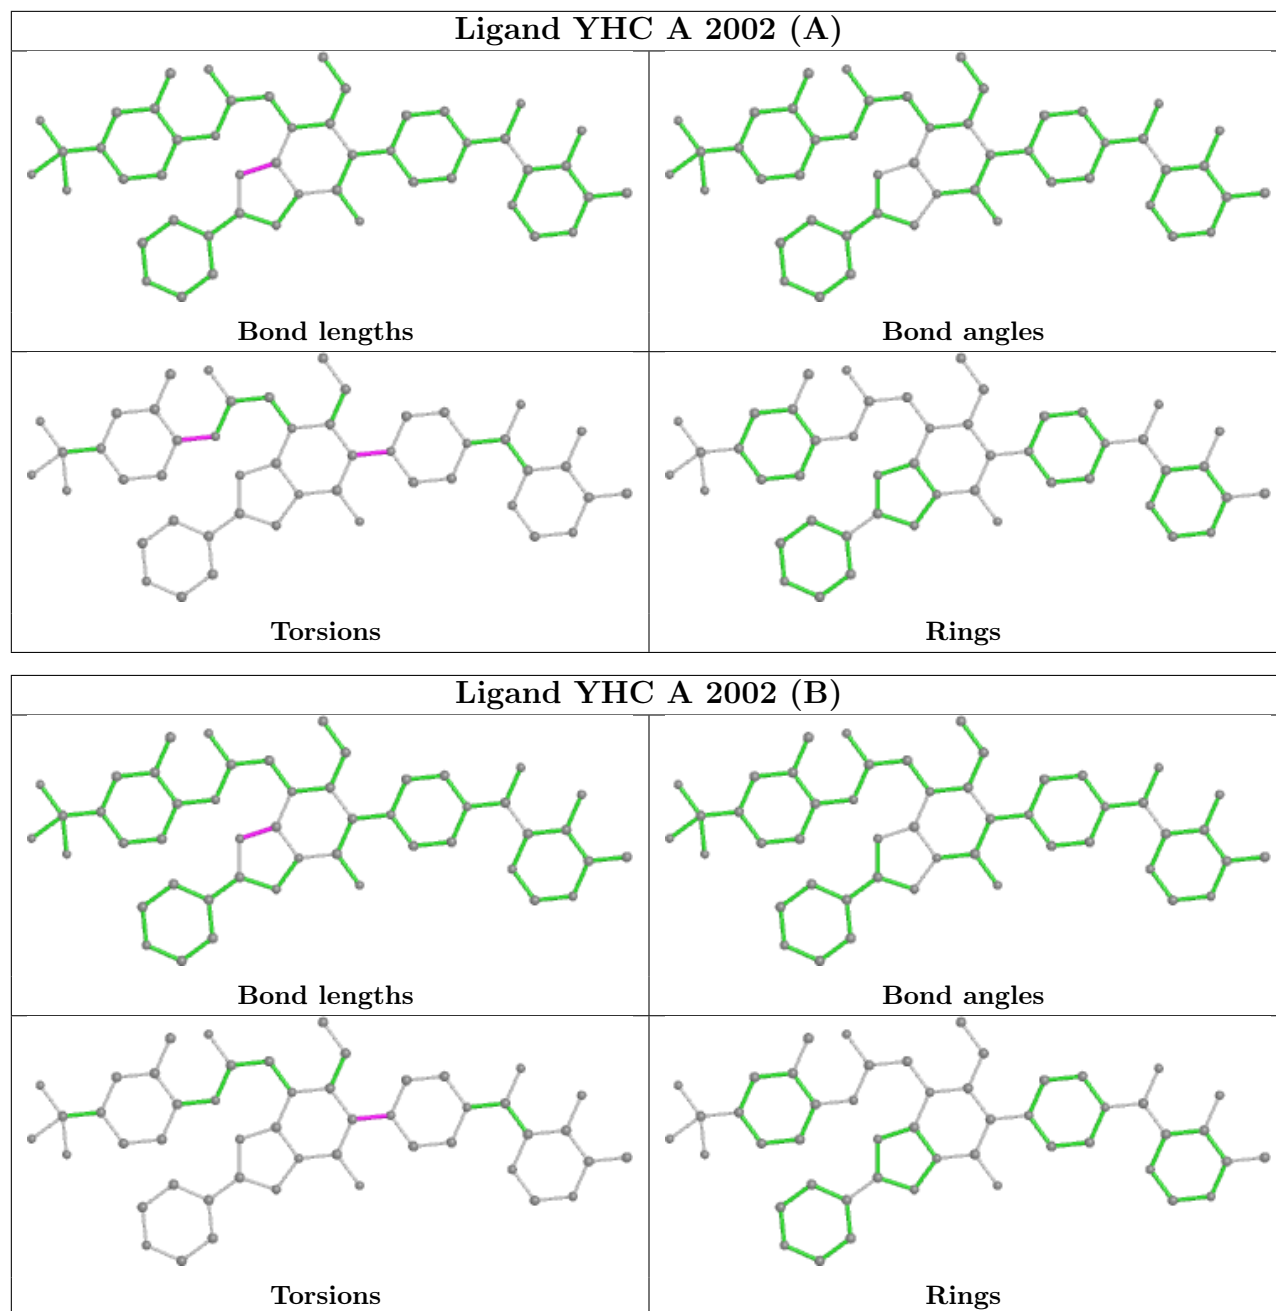 Ligand YHC A 2002 (A)
Bond lengths
Bond angles
Torsions
Rings
Ligand YHC A 2002 (B)
Bond lengths
Bond angles
Torsions
Rings